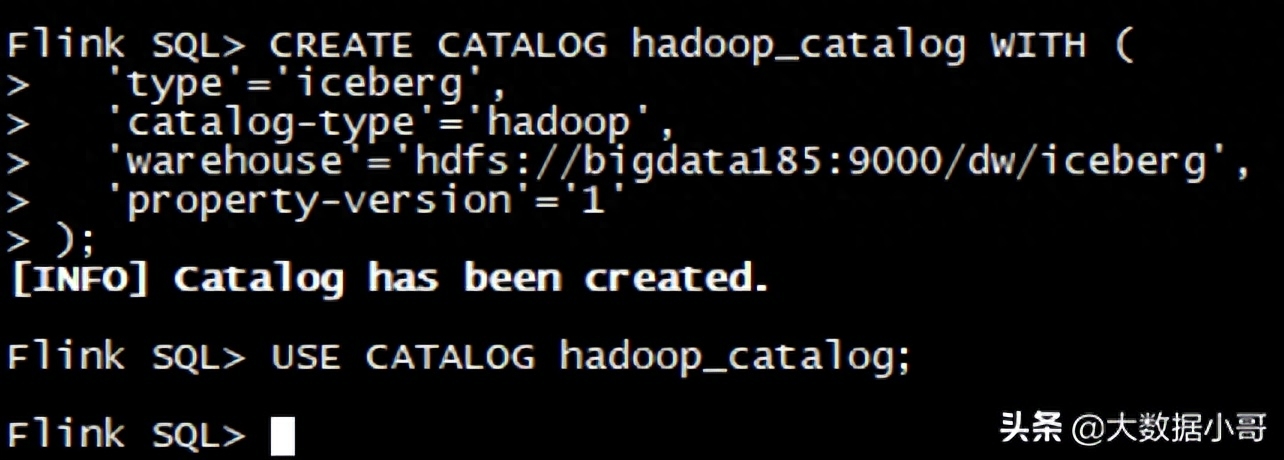 Flink SQL> CREATE CATALOG hadoop_catalog WITH (
>   'type'='iceberg',
>   'catalog-type'='hadoop',
>   'warehouse'='hdfs://bigdata185:9000/dw/iceberg',
>   'property-version'='1'
> );
[INFO] Catalog has been created.
Flink SQL> USE CATALOG hadoop_catalog;
Flink SQL>
头条 @大数据小哥